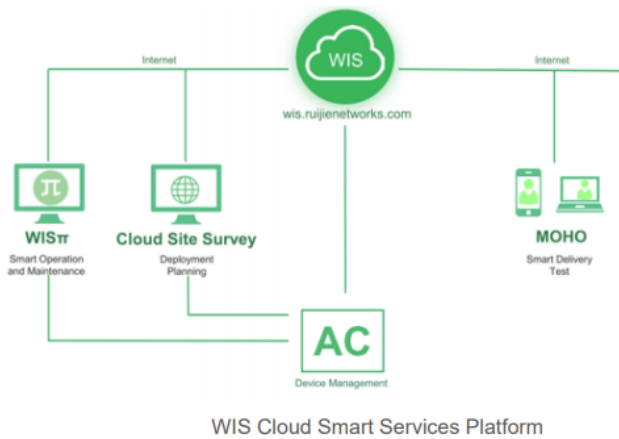 Internet
WIS
Internet
wis.ruijienetworks.com
π
WISπ
Smart Operation
and Maintenance
Cloud Site Survey
Deployment
Planning
MOHO
Smart Delivery
Test
AC
Device Management
WIS Cloud Smart Services Platform